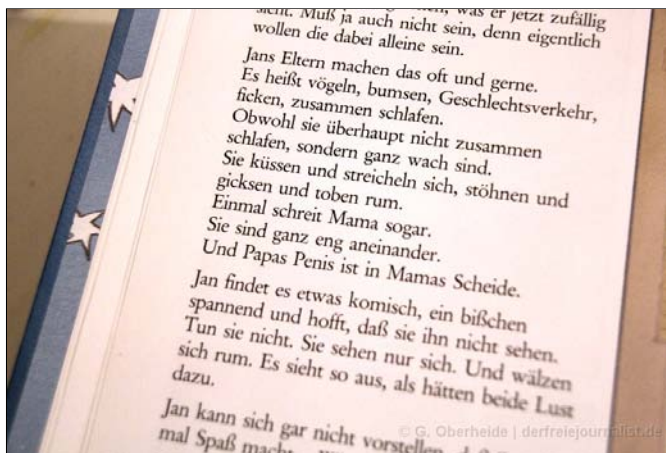 sieht. Muß ja auch nicht sein, was er jetzt zufällig
wollen die dabei alleine sein. denn eigentlich
Jans Eltern machen das oft und gerne.
Es heißt vögeln, bumsen, Geschlechtsverkehr,
ficken, zusammen schlafen.
Obwohl sie überhaupt nicht zusammen
schlafen, sondern ganz wach sind.
Sie küssen und streicheln sich, stöhnen und
gicksen und toben rum.
Einmal schreit Mama sogar.
Sie sind ganz eng aneinander.
Und Papas Penis ist in Mamas Scheide.
Jan findet es etwas komisch, ein bißchen
spannend und hofft, daß sie ihn nicht sehen.
Tun sie nicht. Sie sehen nur sich. Und wälzen
sich rum. Es sieht so aus, als hätten beide Lust
dazu.
Jan kann sich gar nicht vorstellen,
mal Spaß macht
© G. Oberheide | derfreiejournalist.de